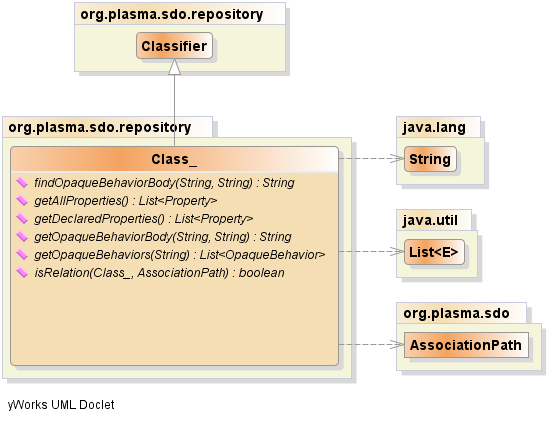 org.plasma.sdo.repository
Classifier
org.plasma.sdo.repository
Class_
findOpaqueBehaviorBody(String, String) : String
getAllProperties() : List<Property>
getDeclaredProperties() : List<Property>
getOpaqueBehaviorBody(String, String) : String
getOpaqueBehaviors(String) : List<OpaqueBehavior>
isRelation(Class_, AssociationPath) : boolean
java.lang
String
java.util
List<E>
org.plasma.sdo
AssociationPath
yWorks UML Doclet